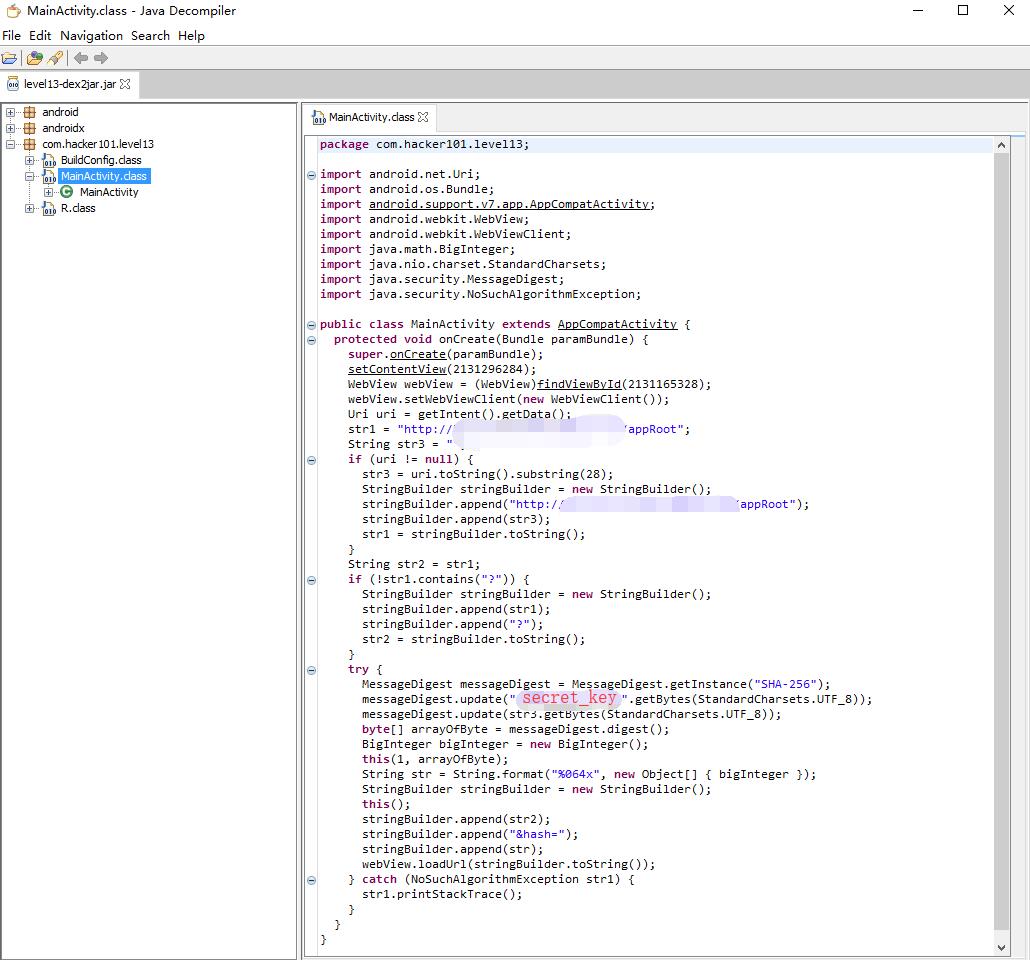 MainActivity.class - Java Decompiler
File Edit Navigation Search Help
level13-dex2jar.jar
android
androidx
com.hacker101.level13
BuildConfig.class
MainActivity.class
MainActivity
R.class
MainActivity.class
package com.hacker101.level13;
import android.net.Uri;
import android.os.Bundle;
import android.support.v7.app.AppCompatActivity;
import android.webkit.WebView;
import android.webkit.WebViewClient;
import java.math.BigInteger;
import java.nio.charset.StandardCharsets;
import java.security.MessageDigest;
import java.security.NoSuchAlgorithmException;
public class MainActivity extends AppCompatActivity {
protected void onCreate(Bundle paramBundle) {
super.onCreate(paramBundle);
setContentView(2131296284);
WebView webView = (WebView)findViewById(2131165328);
webView.setWebViewClient(new WebViewClient());
Uri uri = getIntent().getData();
str1 = "http:// /appRoot";
String str3 = "
if (uri != null) {
str3 = uri.toString().substring(28);
StringBuilder stringBuilder = new StringBuilder();
stringBuilder.append("http:/ /appRoot");
stringBuilder.append(str3);
str1 = stringBuilder.toString();
}
String str2 = str1;
if (!str1.contains("?")) {
StringBuilder stringBuilder = new StringBuilder();
stringBuilder.append(str1);
stringBuilder.append("?");
str2 = stringBuilder.toString();
}
try {
MessageDigest messageDigest = MessageDigest.getInstance("SHA-256");
messageDigest.update("secret_key".getBytes(StandardCharsets.UTF_8));
messageDigest.update(str3.getBytes(StandardCharsets.UTF_8));
byte[] arrayOfByte = messageDigest.digest();
BigInteger bigInteger = new BigInteger();
this(1, arrayOfByte);
String str = String.format("%064x", new Object[] { bigInteger });
StringBuilder stringBuilder = new StringBuilder();
this();
stringBuilder.append(str2);
stringBuilder.append("&hash=");
stringBuilder.append(str);
webView.loadUrl(stringBuilder.toString());
} catch (NoSuchAlgorithmException str1) {
str1.printStackTrace();
}
}
}